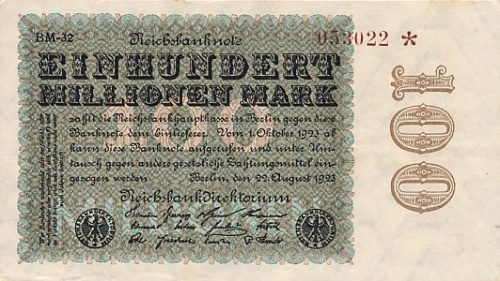 BM-32
Reichsbanknote
053022 *
EINHUNDERT
MILLIONEN MARK
zahlt die Reichsbankhauptkasse in Berlin gegen diese
Banknote dem Einlieferer. Vom 1. Oktober 1923 ab
kann diese Banknote aufgerufen und unter Um-
tausch gegen andere gesetzliche Zahlungsmittel ein-
gezogen werden
Berlin, den 22. August 1923
Reichsbankdirektorium
100